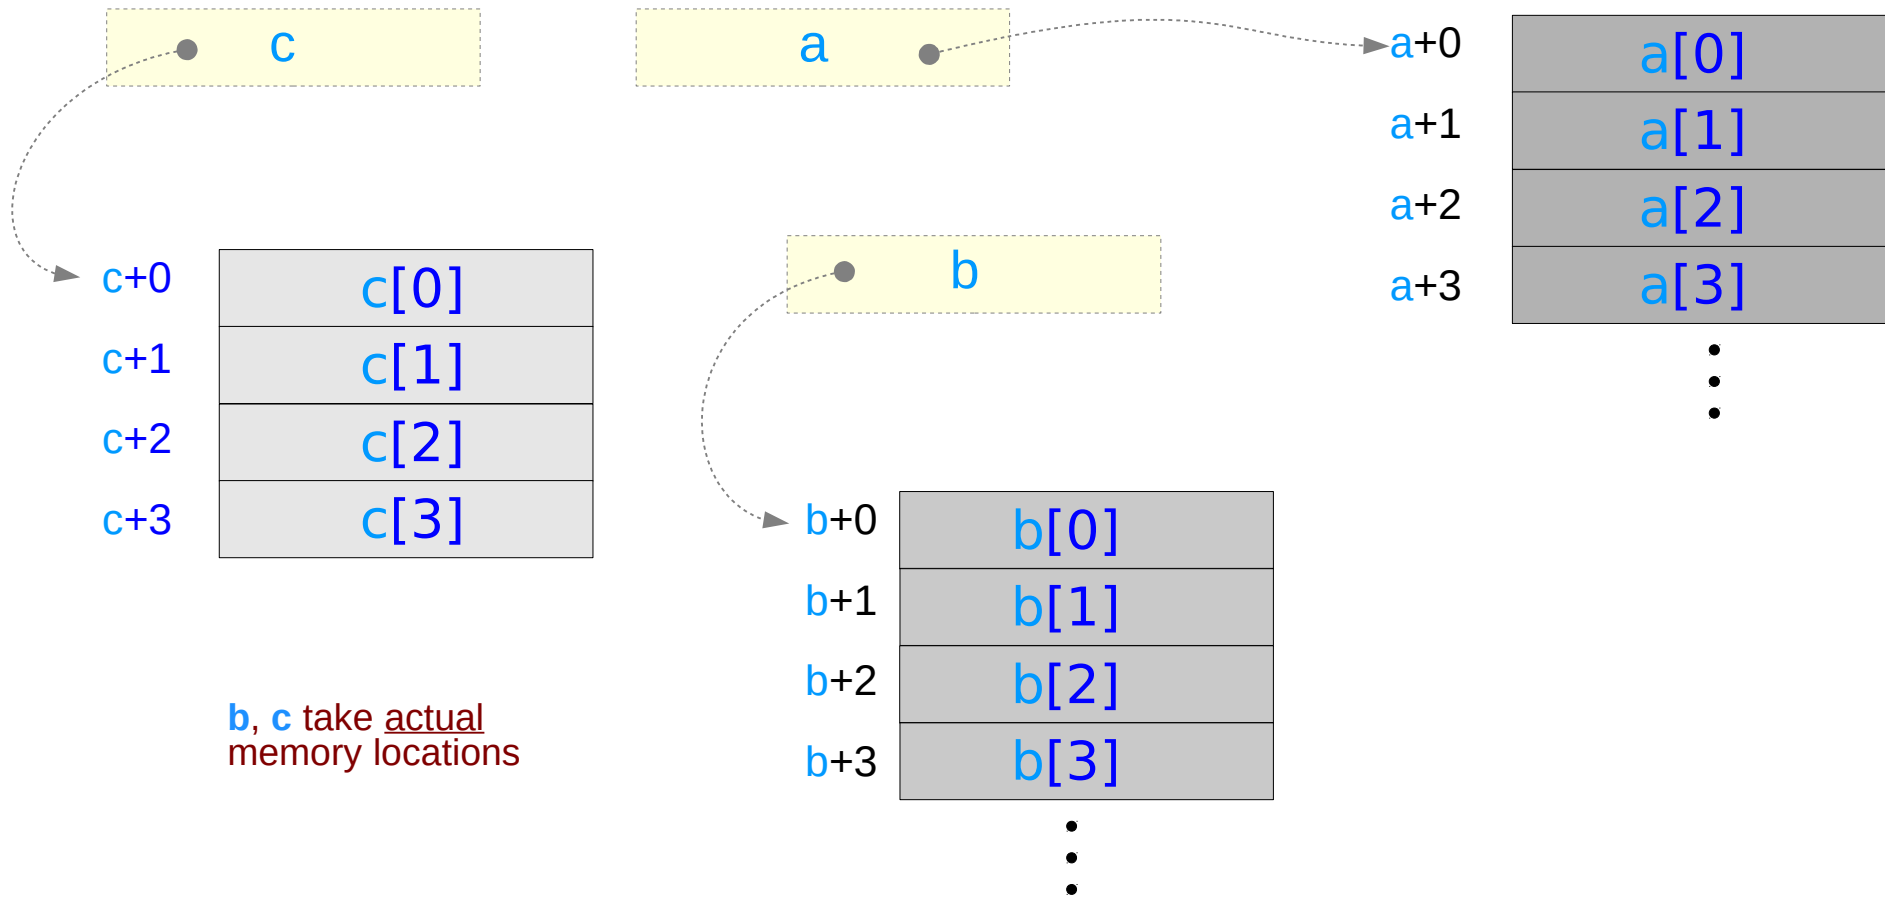 c
a
a+0
a[0]
a+1
a[1]
a+2
a[2]
a+3
a[3]
b
c+0
c[0]
c+1
c[1]
c+2
c[2]
c+3
c[3]
b+0
b[0]
b+1
b[1]
b+2
b[2]
b+3
b[3]
b, c take actual
memory locations